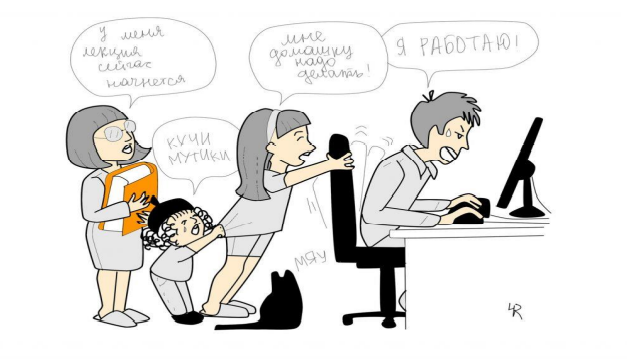 у меня
лекция
сейчас
начнется
мне
домашку
надо
делать!
Я РАБОТАЮ!
КУЧИ
МУТИКИ
МЯУ